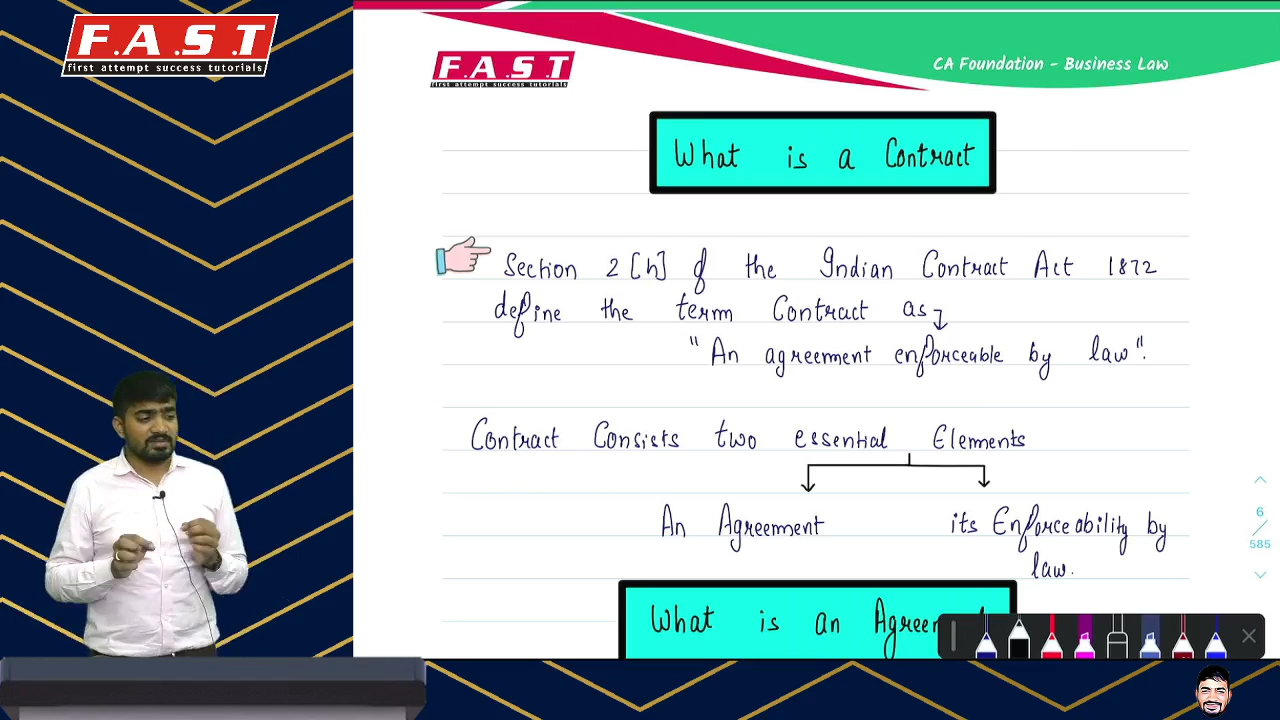 F.A.S.T
first attempt success tutorials
F.A.S.T
first attempt success tutorials
CA Foundation - Business Law
What is a Contract
Section 2 [h] of the Indian Contract Act 1872
define the term Contract as
"An agreement enforceable by law".
Contract Consists two essential Elements
An Agreement
its Enforceability by
law.
6
/
585
What is an Agreem